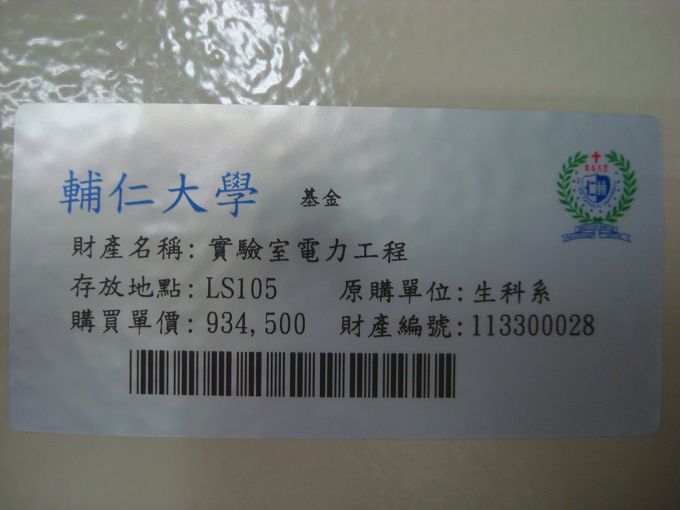 輔仁大學 基金
財產名稱: 實驗室電力工程
存放地點: LS105 原購單位: 生科系
購買單價: 934,500 財產編號: 113300028